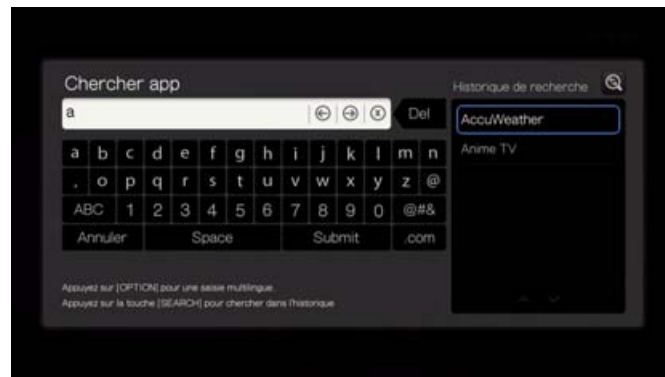 Chercher app
Historique de recherche
a
Del
AccuWeather
Anime TV
a b c d e f g h i j k l m n
. o p q r s t u v w x y z @
ABC 1 2 3 4 5 6 7 8 9 0 @#&
Annuler Space Submit .com
Appuyez sur [OPTION] pour une saisie multilingue.
Appuyez sur la touche [SEARCH] pour chercher dans l'historique